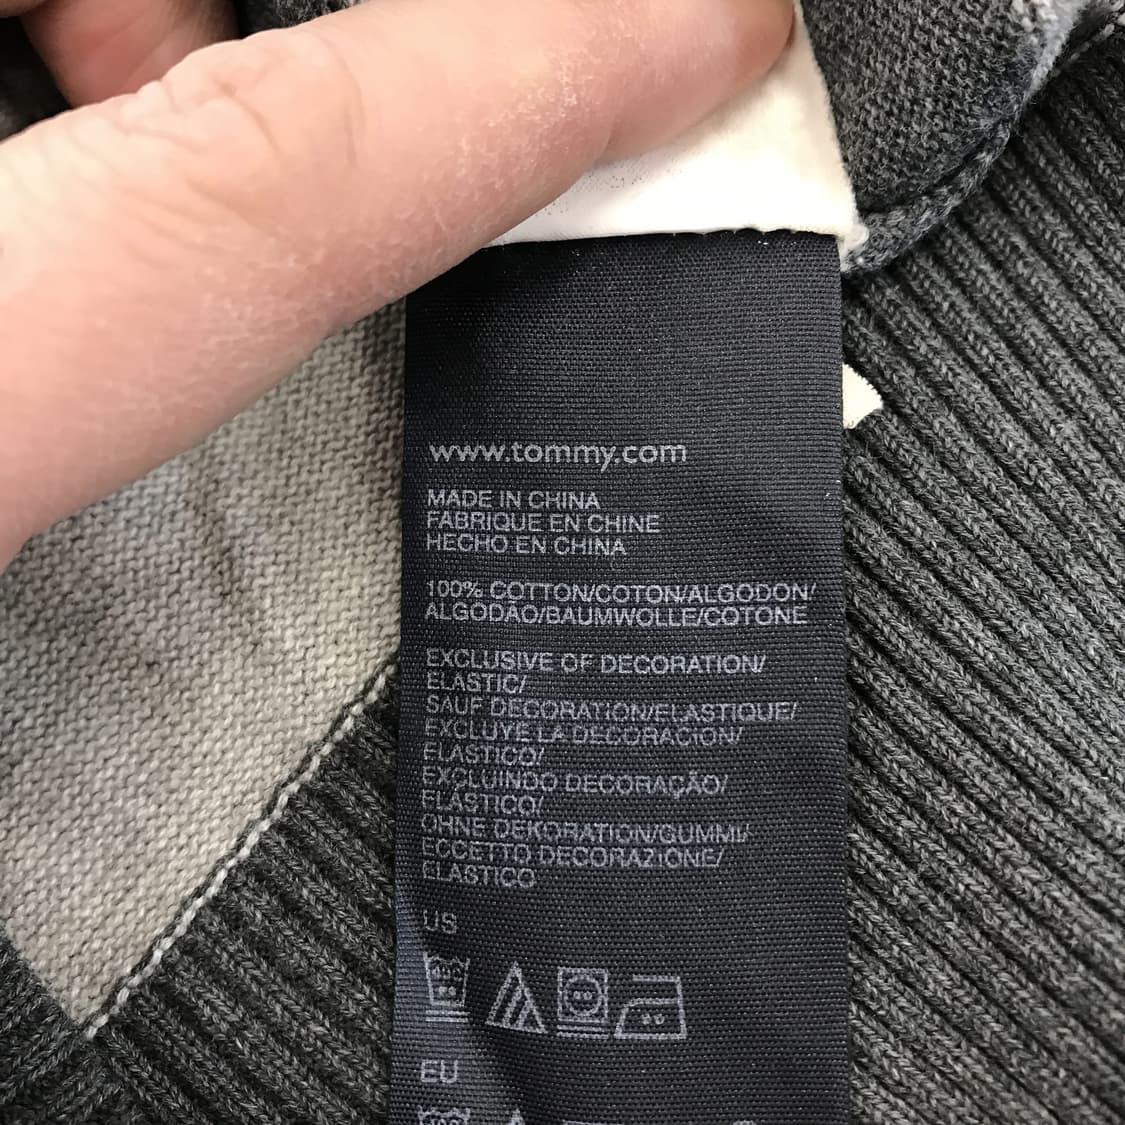 www.tommy.com
MADE IN CHINA
FABRIQUE EN CHINE
HECHO EN CHINA
100% COTTON/COTON/ALGODON/
ALGODÃO/BAUMWOLLE/COTONE
EXCLUSIVE OF DECORATION/
ELASTIC/
SAUF DECORATION/ELASTIQUE/
EXCLUYE LA DECORACION/
ELASTICO/
EXCLUINDO DECORAÇÃO/
ELÁSTICO/
OHNE DEKORATION/GUMMI/
ECCETTO DECORAZIONE/
ELASTICO
US
EU